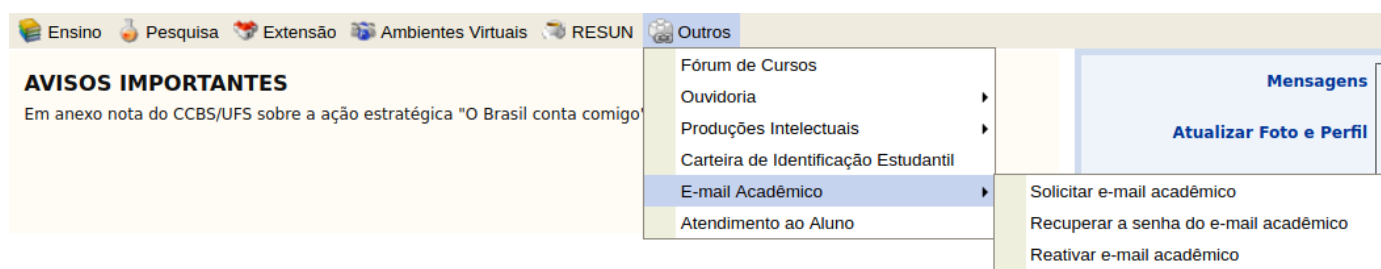 Ensino Pesquisa Extensão Ambientes Virtuais RESUN Outros
AVISOS IMPORTANTES
Em anexo nota do CCBS/UFS sobre a ação estratégica "O Brasil conta comigo"
Fórum de Cursos
Ouvidoria
Produções Intelectuais
Carteira de Identificação Estudantil
E-mail Acadêmico
Atendimento ao Aluno
Solicitar e-mail acadêmico
Recuperar a senha do e-mail acadêmico
Reativar e-mail acadêmico
Mensagens
Atualizar Foto e Perfil